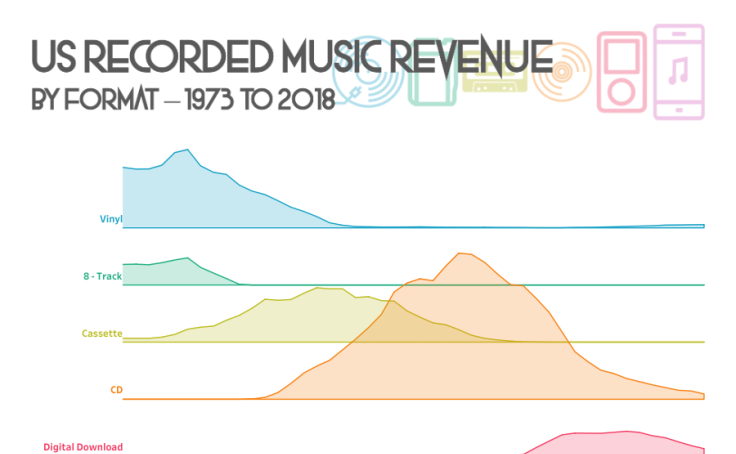 US RECORDED MUSIC REVENUE
BY FORMAT – 1973 TO 2018
Vinyl
8 - Track
Cassette
CD
Digital Download